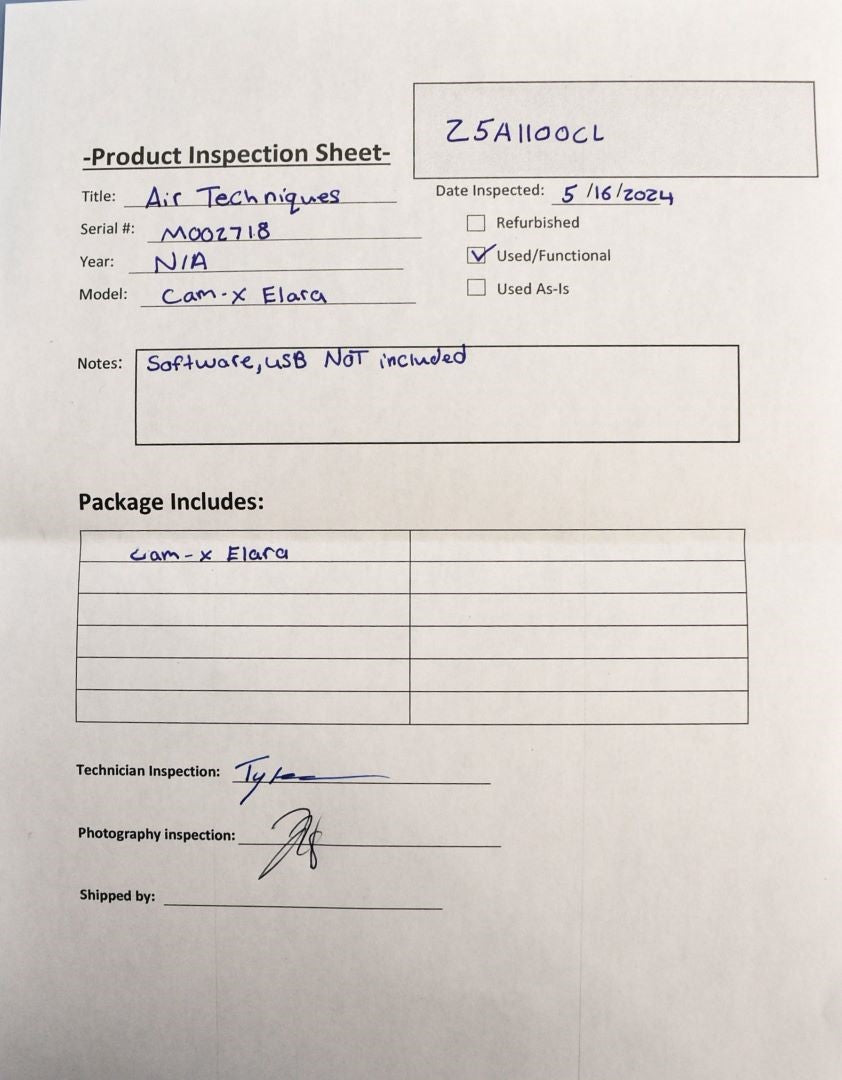 Z5A1100CL
-Product Inspection Sheet-
Title: Air Techniques
Date Inspected: 5/16/2024
Serial #: M002718
Refurbished
Year: N/A
Used/Functional
Model: Cam-x Elara
Used As-Is
Notes: Software, USB NOT included
Package Includes:
Cam-x Elara
Technician Inspection:
Photography inspection:
Shipped by: